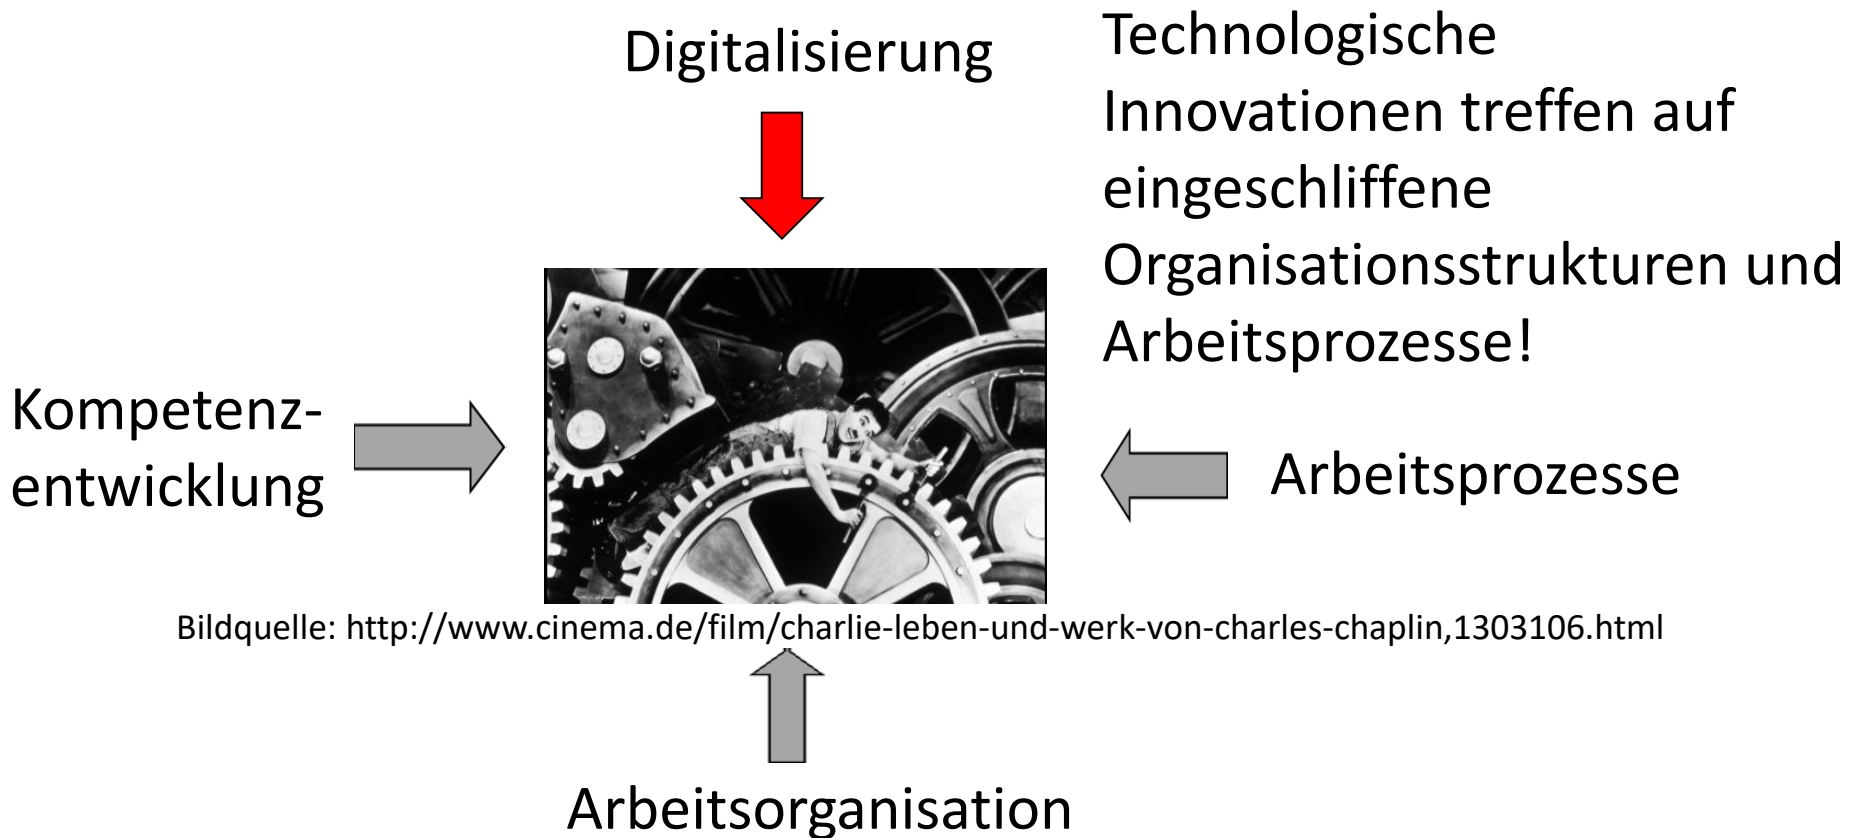 Digitalisierung
Technologische
Innovationen treffen auf
eingeschliffene
Organisationsstrukturen und
Arbeitsprozesse!
Kompetenz-
entwicklung
Arbeitsprozesse
Bildquelle: http://www.cinema.de/film/charlie-leben-und-werk-von-charles-chaplin,1303106.html
Arbeitsorganisation